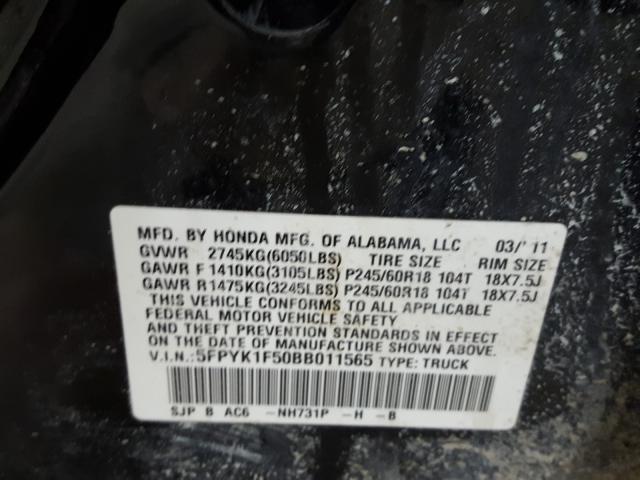 MFD. BY HONDA MFG. OF ALABAMA, LLC 03/'11
GVWR 2745KG(6050LBS) TIRE SIZE RIM SIZE
GAWR F 1410KG(3105LBS) P245/60R18 104T 18X7.5J
GAWR R 1475KG(3245LBS) P245/60R18 104T 18X7.5J
THIS VEHICLE CONFORMS TO ALL APPLICABLE
FEDERAL MOTOR VEHICLE SAFETY
AND THEFT PREVENTION STANDARDS IN EFFECT
ON THE DATE OF MANUFACTURE SHOWN ABOVE.
V.I.N.:5FPYK1F50BB011565 TYPE: TRUCK
SJP B AC6 -NH731P -H -B